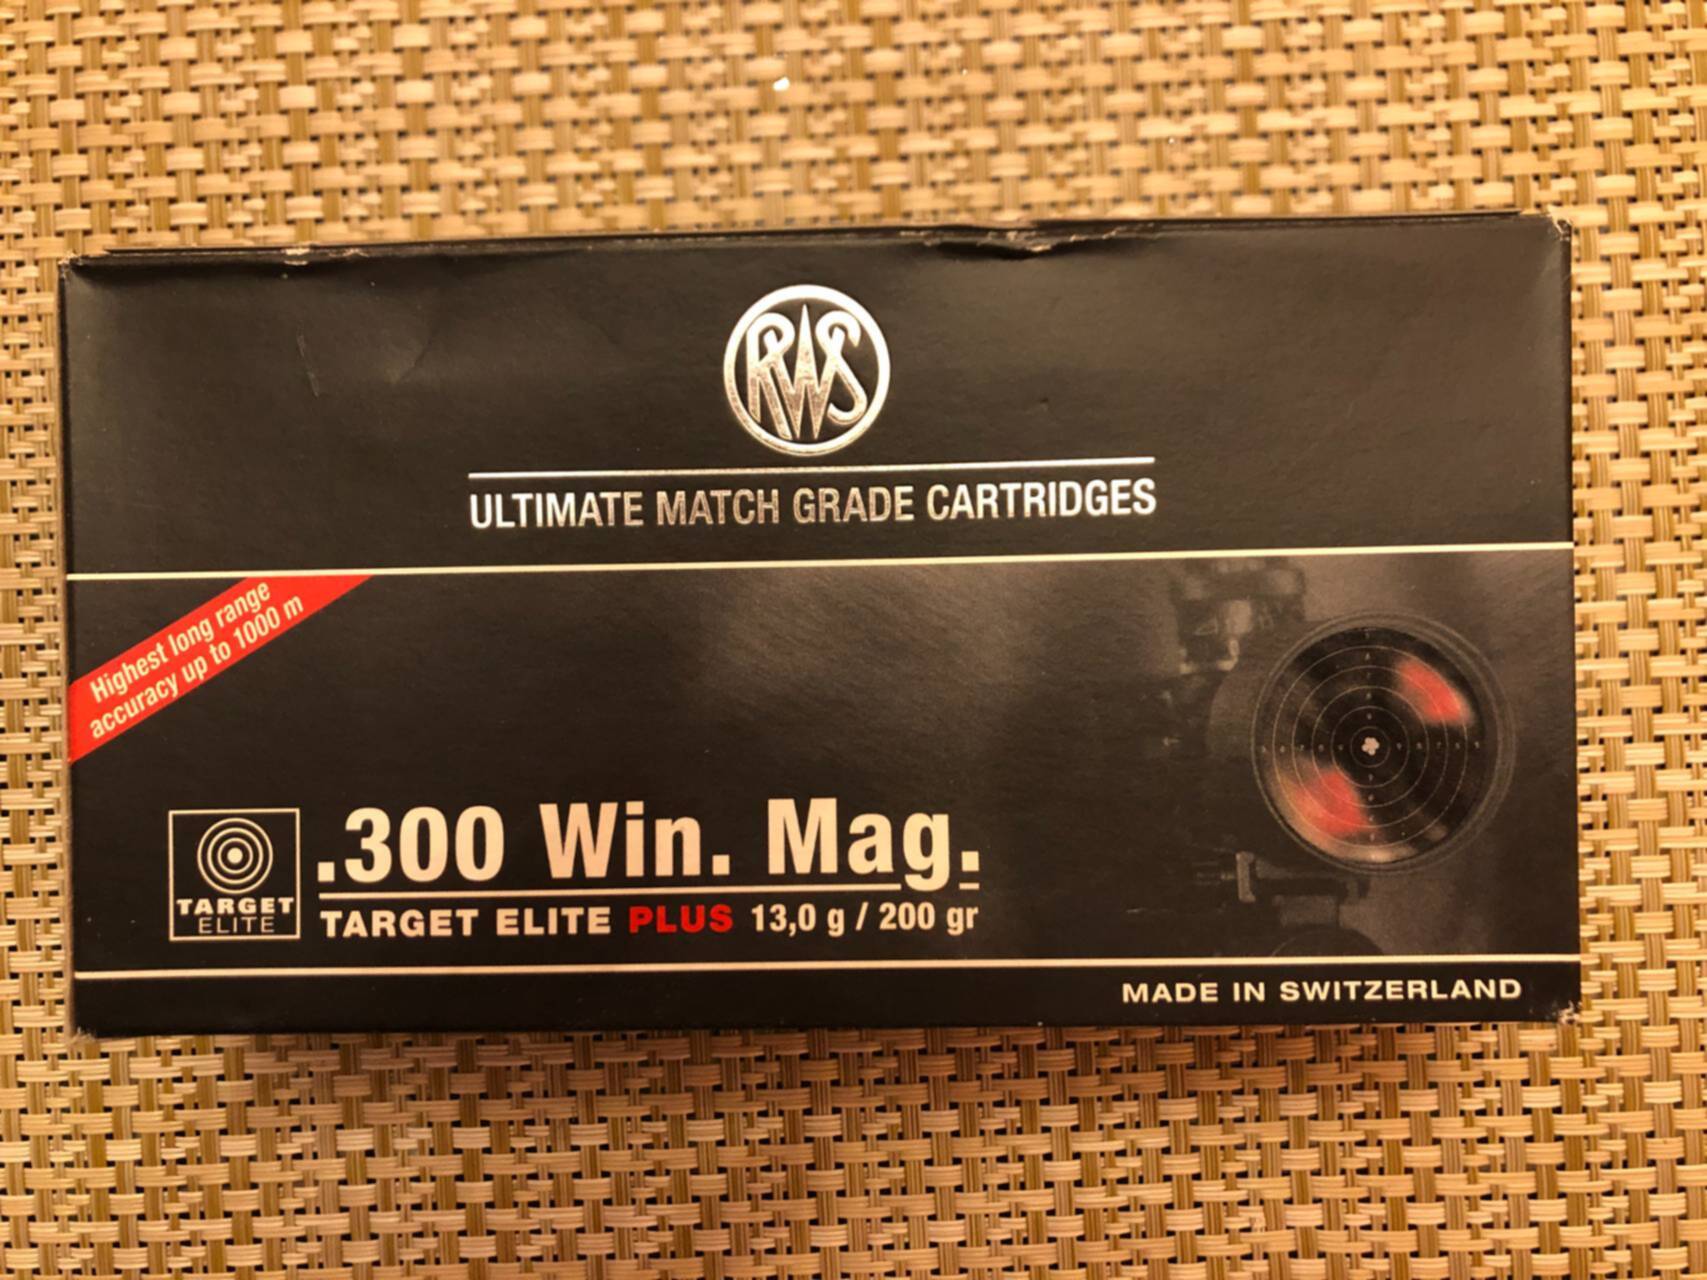 RWS
ULTIMATE MATCH GRADE CARTRIDGES
Highest long range
accuracy up to 1000 m
.300 Win. Mag.
TARGET
ELITE
TARGET ELITE PLUS 13,0 g / 200 gr
MADE IN SWITZERLAND